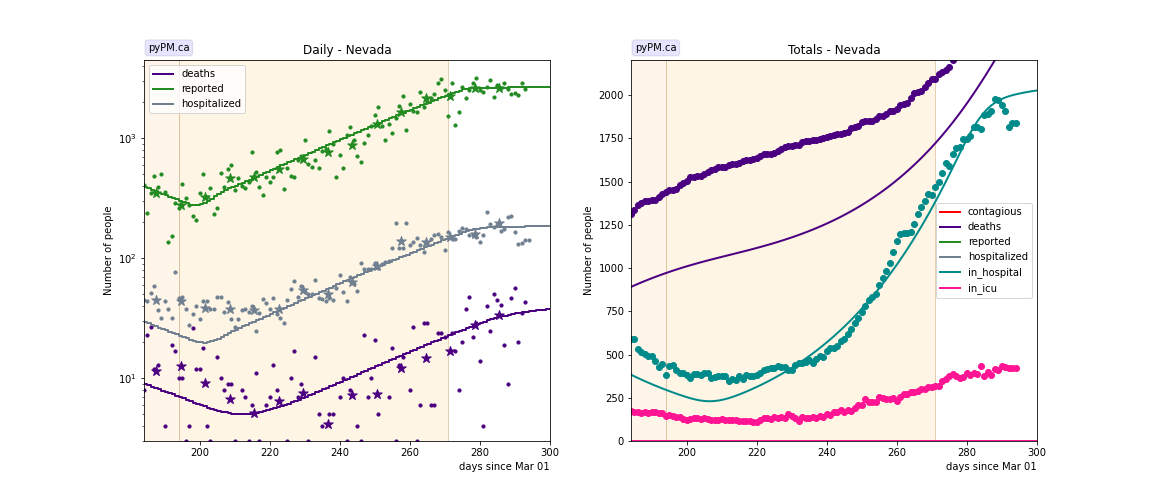 pyPM.ca
Daily - Nevada
deaths
reported
hospitalized
10³
10²
10¹
Number of people
200
220
240
260
280
300
days since Mar 01
pyPM.ca
Totals - Nevada
2000
1750
1500
1250
1000
750
500
250
0
Number of people
contagious
deaths
reported
hospitalized
in_hospital
in_icu
200
220
240
260
280
300
days since Mar 01